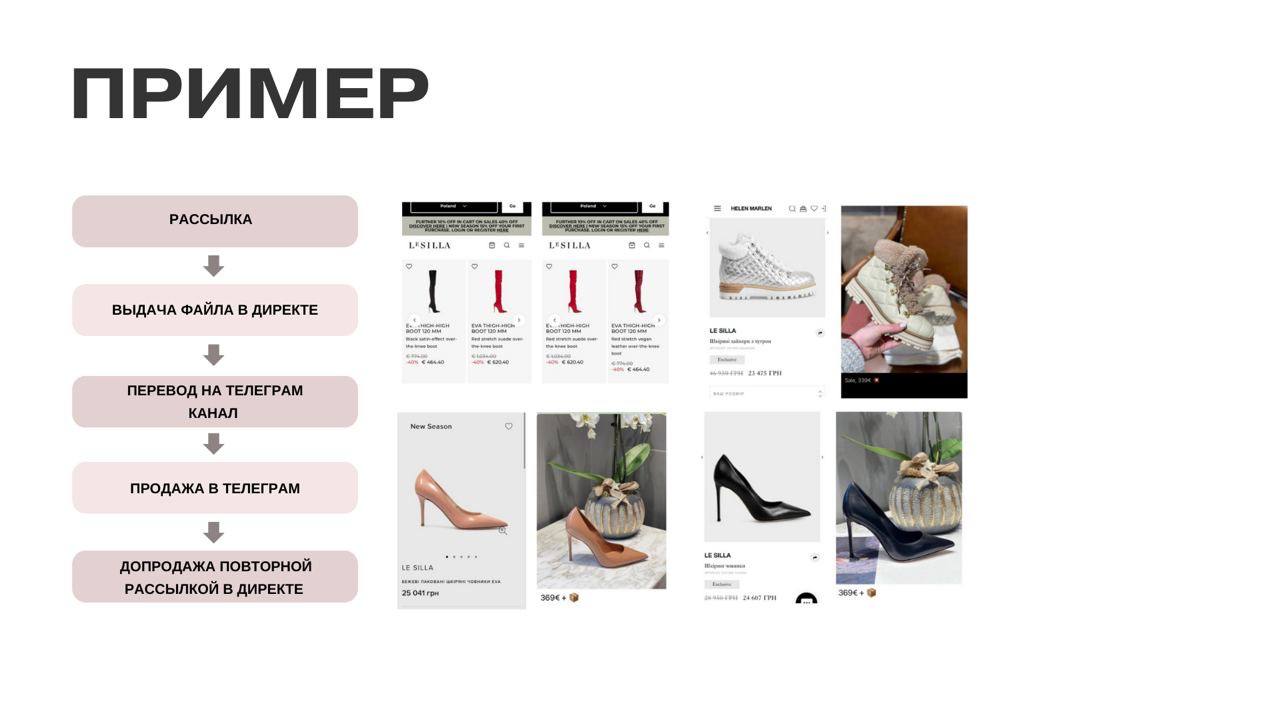 ПРИМЕР
РАССЫЛКА
ВЫДАЧА ФАЙЛА В ДИРЕКТЕ
ПЕРЕВОД НА ТЕЛЕГРАМ
КАНАЛ
ПРОДАЖА В ТЕЛЕГРАМ
ДОПРОДАЖА ПОВТОРНОЙ
РАССЫЛКОЙ В ДИРЕКТЕ
Poland
Go
FURTHER 10% OFF IN CART ON SALES 40% OFF
DISCOVER HERE | NEW SEASON 15% OFF YOUR FIRST
PURCHASE. LOGIN OR REGISTER HERE
LESILLA
EVA THIGH-HIGH
BOOT 120 MM
Black satin-effect over-
the-knee boot
€ 774.00
-40% € 464.40
EVA THIGH-HIGH
BOOT 120 MM
Red stretch suede over-
the-knee boot
€ 1,034.00
-40% € 620.40
Poland
Go
FURTHER 10% OFF IN CART ON SALES 40% OFF
DISCOVER HERE | NEW SEASON 15% OFF YOUR FIRST
PURCHASE. LOGIN OR REGISTER HERE
LESILLA
EVA THIGH-HIGH
BOOT 120 MM
Red stretch suede over-
the-knee boot
€ 1,034.00
-40% € 620.40
EVA THIGH-HIGH
BOOT 120 MM
Red stretch vegan
leather over-the-knee
boot
€ 774.00
-40% € 464.40
HELEN MARLEN
LE SILLA
Шкіряні хайкери з хутром
Exclusive
46 950 ГРН 23 475 ГРН
ВАШ РОЗМІР
Sale, 339€
New Season
LE SILLA
БЕЖЕВІ ЛАКОВАНІ ШКІРЯНІ ЧОВНИКИ EVA
25 041 грн
369€ +
LE SILLA
Шкіряні човники
Exclusive
28 950 ГРН 24 607 ГРН
369€ +